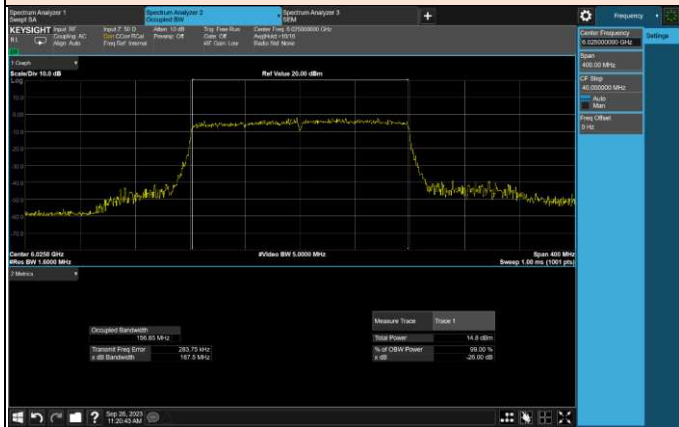 Spectrum Analyzer 1
Swept SA
Spectrum Analyzer 2
Occupied BW
Spectrum Analyzer 3
SEM
+
Frequency
KEYSIGHT
Input: RF
Coupling: AC
Align: Auto
Input Z: 50 Ω
Corr CCorr RCal
Freq Ref: Internal
Atten: 10 dB
Preamp: Off
Trig: Free Run
Gate: Off
#IF Gain: Low
Center Freq: 6.025000000 GHz
Avg|Hold:>10/10
Radio Std: None
Center Frequency
6.025000000 GHz
Settings
Span
400.00 MHz
CF Step
40.000000 MHz
Auto
Man
Freq Offset
0 Hz
1 Graph
Scale/Div 10.0 dB
Ref Value 20.00 dBm
Log
Center 6.0250 GHz
#Res BW 1.6000 MHz
#Video BW 5.0000 MHz
Span 400 MHz
Sweep 1.00 ms (1001 pts)
2 Metrics
Occupied Bandwidth
156.65 MHz
Transmit Freq Error
283.75 kHz
x dB Bandwidth
167.5 MHz
Measure Trace
Trace 1
Total Power
14.8 dBm
% of OBW Power
99.00 %
x dB
-26.00 dB
?
Sep 26, 2023
11:20:43 AM